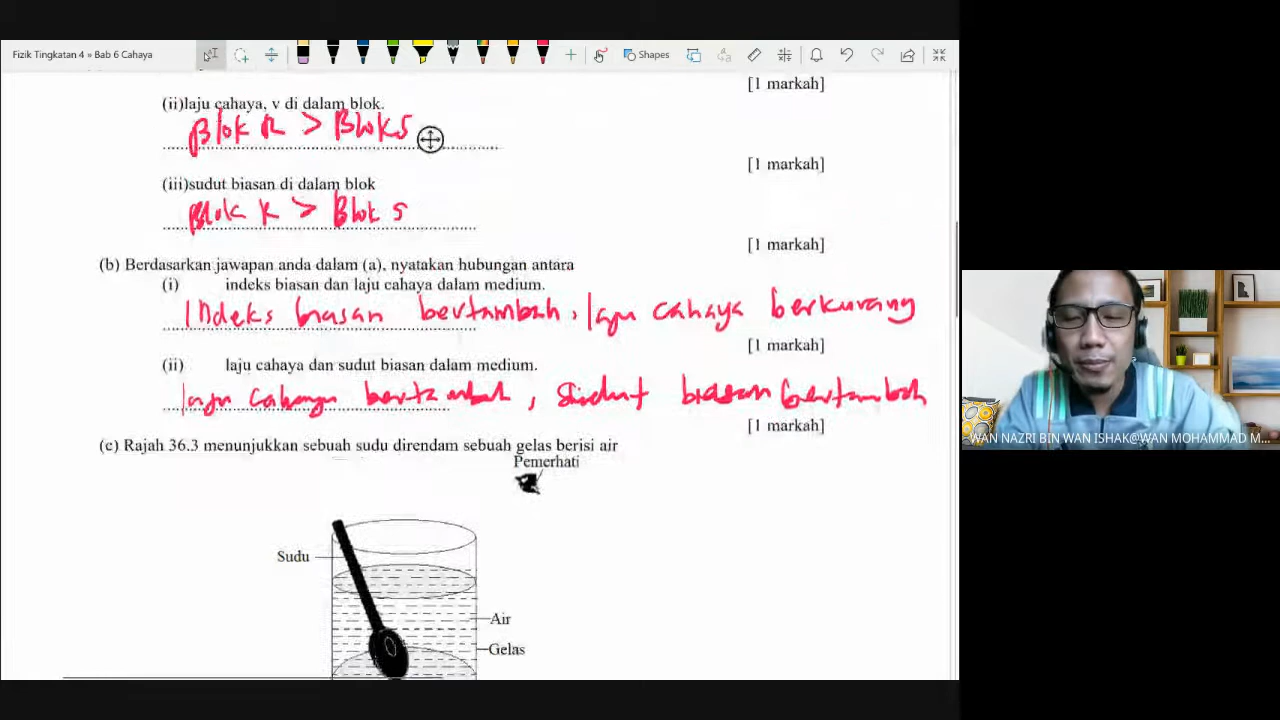 Fizik Tingkatan 4 » Bab 6 Cahaya
Shapes
[1 markah]
(ii)laju cahaya, v di dalam blok.
Blok R > Blok S
[1 markah]
(iii)sudut biasan di dalam blok
Blok R > Blok S
[1 markah]
(b) Berdasarkan jawapan anda dalam (a), nyatakan hubungan antara
(i) indeks biasan dan laju cahaya dalam medium.
Indeks biasan bertambah, laju cahaya berkurang
[1 markah]
(ii) laju cahaya dan sudut biasan dalam medium.
laju cahaya bertambah, sudut biasan bertambah
[1 markah]
(c) Rajah 36.3 menunjukkan sebuah sudu direndam sebuah gelas berisi air
Pemerhati
Sudu
Air
Gelas
WAN NAZRI BIN WAN ISHAK@WAN MOHAMMAD M...